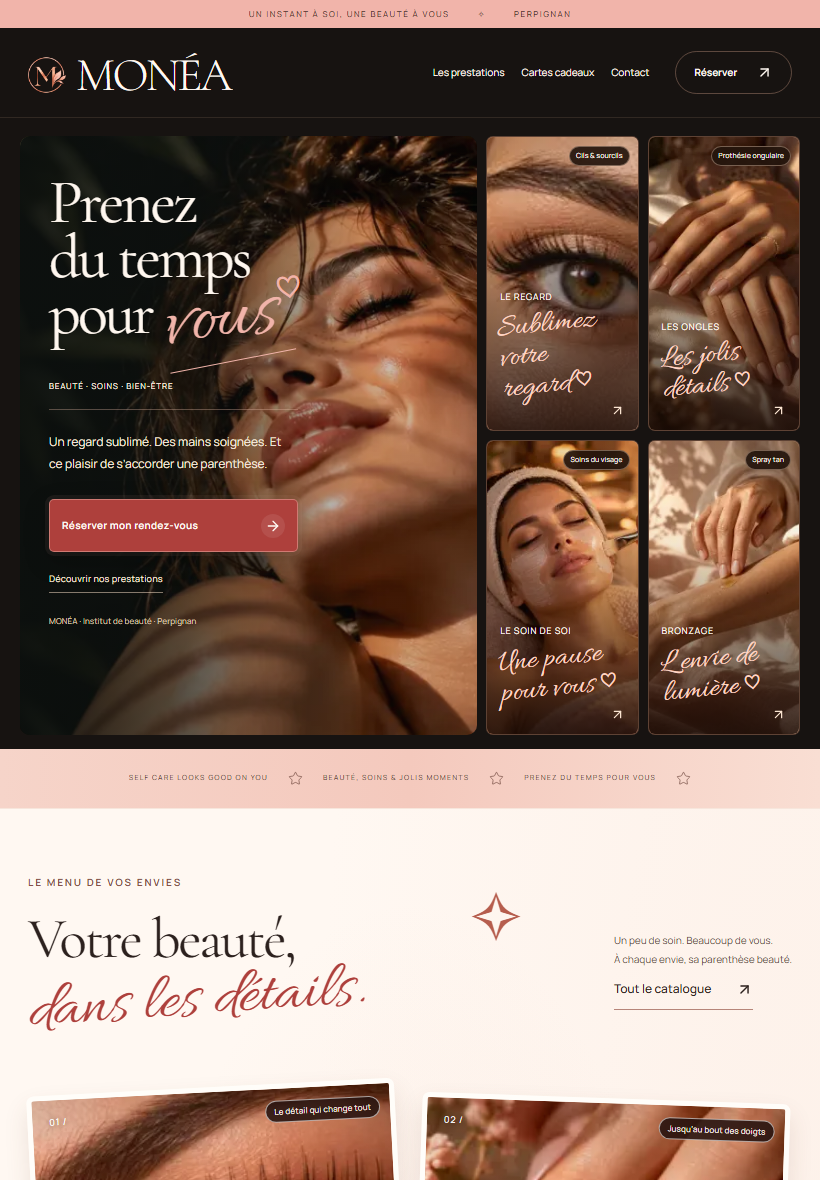 UN INSTANT À SOI, UNE BEAUTÉ À VOUS
PERPIGNAN
M
MONÉA
Les prestations
Cartes cadeaux
Contact
Réserver
Prenez
du temps
pour vous
BEAUTÉ · SOINS · BIEN-ÊTRE
Un regard sublimé. Des mains soignées. Et
ce plaisir de s'accorder une parenthèse.
Réserver mon rendez-vous
Découvrir nos prestations
MONÉA · Institut de beauté · Perpignan
Cils & sourcils
LE REGARD
Sublimez
votre
regard
Prothésie ongulaire
LES ONGLES
Les jolis
détails
Soins du visage
LE SOIN DE SOI
Une pause
pour vous
Spray tan
BRONZAGE
L'envie de
lumière
SELF CARE LOOKS GOOD ON YOU
BEAUTÉ, SOINS & JOLIS MOMENTS
PRENEZ DU TEMPS POUR VOUS
LE MENU DE VOS ENVIES
Votre beauté,
dans les détails.
Un peu de soin. Beaucoup de vous.
À chaque envie, sa parenthèse beauté.
Tout le catalogue
01 /
Le détail qui change tout
02 /
Jusqu'au bout des doigts